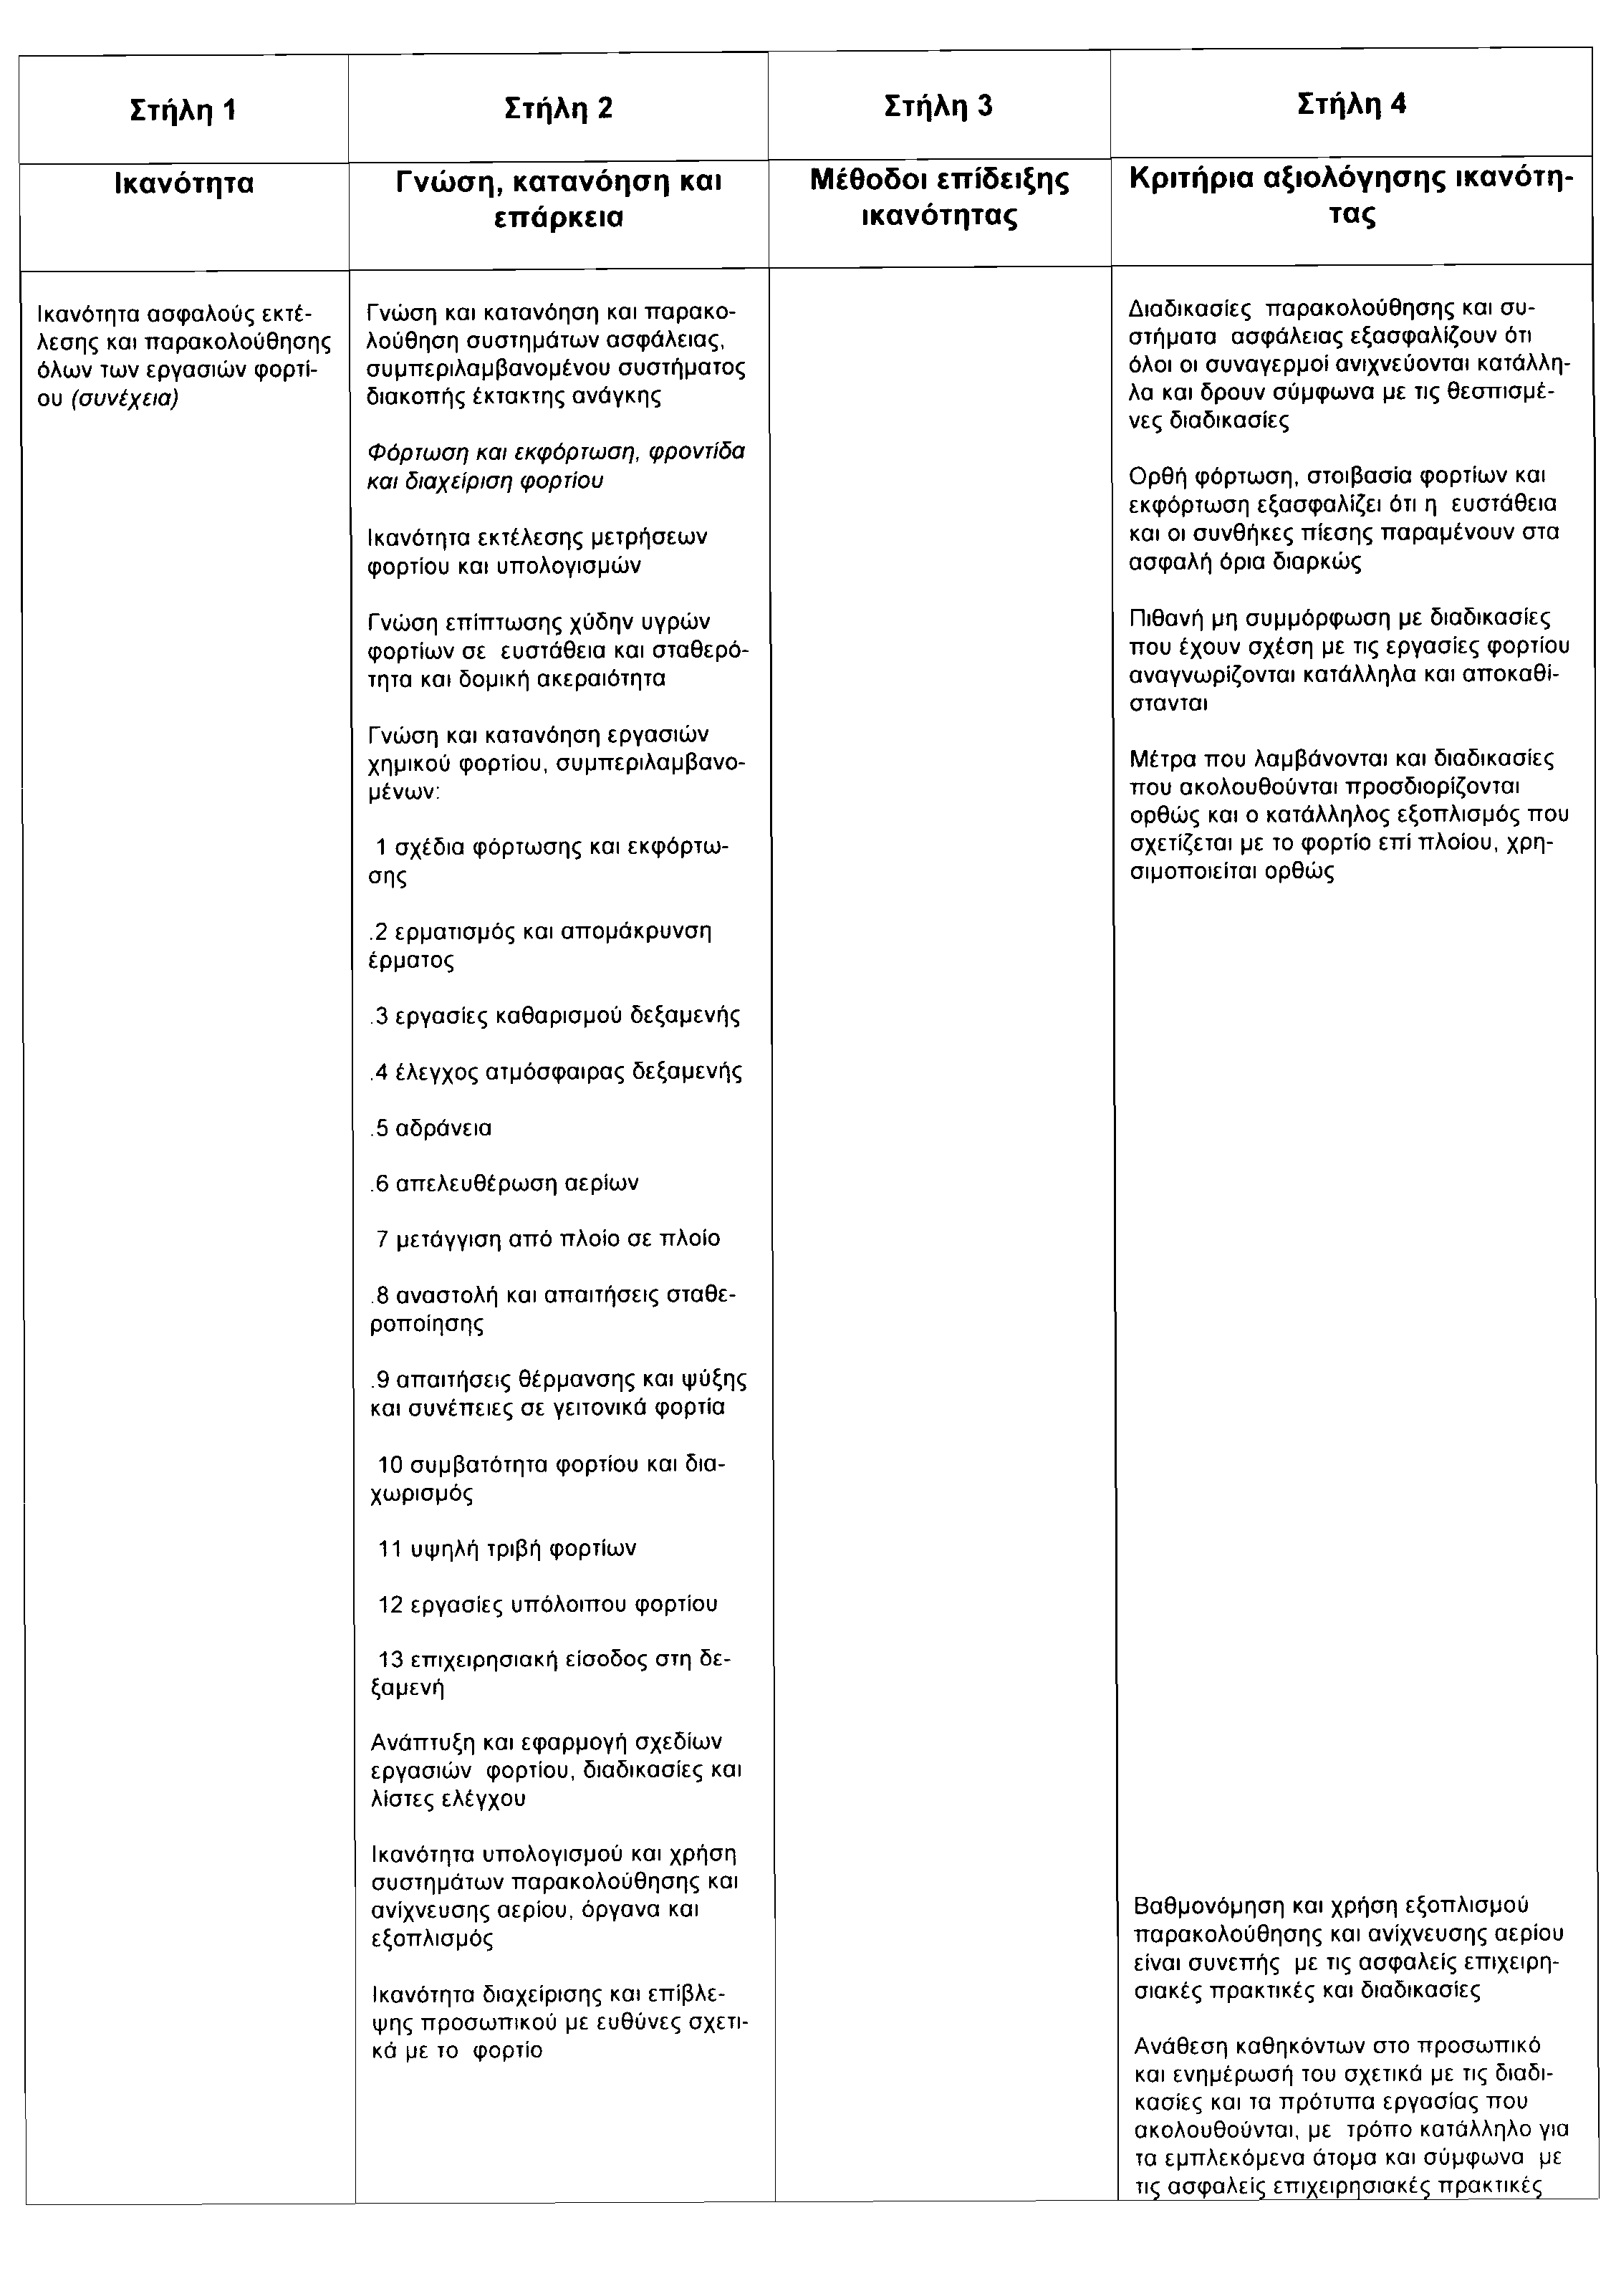 Στήλη 1
Στήλη 2
Στήλη 3
Στήλη 4
Ικανότητα
Γνώση, κατανόηση και
επάρκεια
Μέθοδοι επίδειξης
ικανότητας
Κριτήρια αξιολόγησης ικανότη-
τας
Ικανότητα ασφαλούς εκτέ-
λεσης και παρακολούθησης
όλων των εργασιών φορτί-
ου (συνέχεια)
Γνώση και κατανόηση και παρακο-
λούθηση συστημάτων ασφάλειας,
συμπεριλαμβανομένου συστήματος
διακοπής έκτακτης ανάγκης
Φόρτωση και εκφόρτωση, φροντίδα
και διαχείριση φορτίου
Ικανότητα εκτέλεσης μετρήσεων
φορτίου και υπολογισμών
Γνώση επίπτωσης χύδην υγρών
φορτίων σε ευστάθεια και σταθερό-
τητα και δομική ακεραιότητα
Γνώση και κατανόηση εργασιών
χημικού φορτίου, συμπεριλαμβανο-
μένων:
1 σχέδια φόρτωσης και εκφόρτω-
σης
.2 ερματισμός και απομάκρυνση
έρματος
.3 εργασίες καθαρισμού δεξαμενής
.4 έλεγχος ατμόσφαιρας δεξαμενής
.5 αδράνεια
.6 απελευθέρωση αερίων
7 μετάγγιση από πλοίο σε πλοίο
.8 αναστολή και απαιτήσεις σταθε-
ροποίησης
.9 απαιτήσεις θέρμανσης και ψύξης
και συνέπειες σε γειτονικά φορτία
10 συμβατότητα φορτίου και δια-
χωρισμός
11 υψηλή τριβή φορτίων
12 εργασίες υπόλοιπου φορτίου
13 επιχειρησιακή είσοδος στη δε-
ξαμενή
Ανάπτυξη και εφαρμογή σχεδίων
εργασιών φορτίου, διαδικασίες και
λίστες ελέγχου
Ικανότητα υπολογισμού και χρήση
συστημάτων παρακολούθησης και
ανίχνευσης αερίου, όργανα και
εξοπλισμός
Ικανότητα διαχείρισης και επίβλε-
ψης προσωπικού με ευθύνες σχετι-
κά με το φορτίο
Διαδικασίες παρακολούθησης και συ-
στήματα ασφάλειας εξασφαλίζουν ότι
όλοι οι συναγερμοί ανιχνεύονται κατάλλη-
λα και δρουν σύμφωνα με τις θεσπισμέ-
νες διαδικασίες
Ορθή φόρτωση, στοιβασία φορτίων και
εκφόρτωση εξασφαλίζει ότι η ευστάθεια
και οι συνθήκες πίεσης παραμένουν στα
ασφαλή όρια διαρκώς
Πιθανή μη συμμόρφωση με διαδικασίες
που έχουν σχέση με τις εργασίες φορτίου
αναγνωρίζονται κατάλληλα και αποκαθί-
στανται
Μέτρα που λαμβάνονται και διαδικασίες
που ακολουθούνται προσδιορίζονται
ορθώς και ο κατάλληλος εξοπλισμός που
σχετίζεται με το φορτίο επί πλοίου, χρη-
σιμοποιείται ορθώς
Βαθμονόμηση και χρήση εξοπλισμού
παρακολούθησης και ανίχνευσης αερίου
είναι συνεπής με τις ασφαλείς επιχειρη-
σιακές πρακτικές και διαδικασίες
Ανάθεση καθηκόντων στο προσωπικό
και ενημέρωσή του σχετικά με τις διαδι-
κασίες και τα πρότυπα εργασίας που
ακολουθούνται, με τρόπο κατάλληλο για
τα εμπλεκόμενα άτομα και σύμφωνα με
τις ασφαλείς επιχειρησιακές πρακτικές